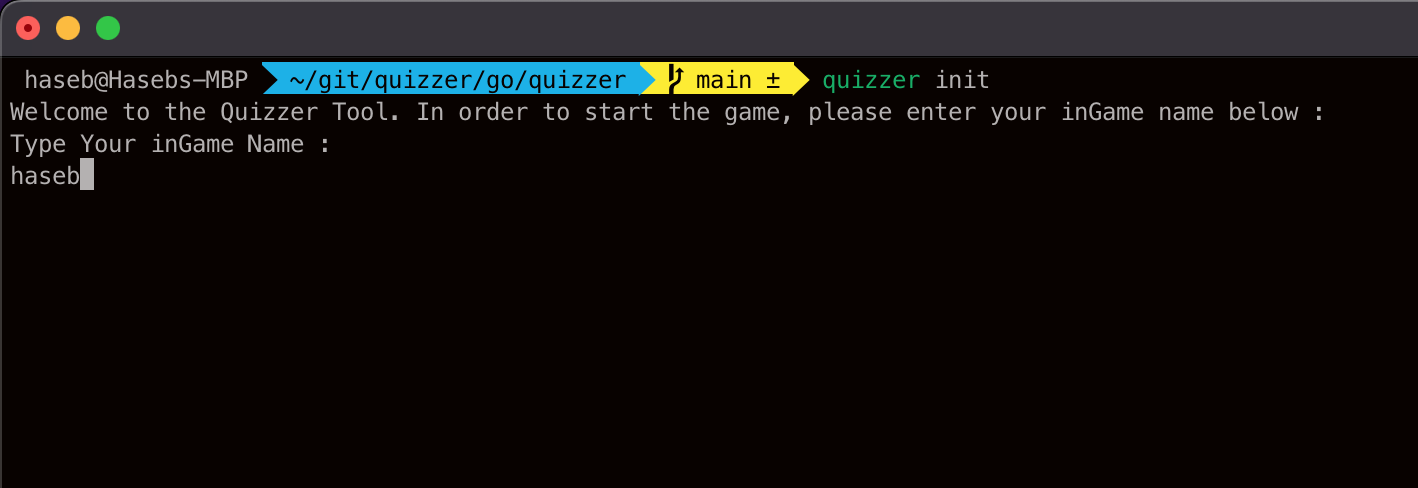 haseb@Hasebs-MBP ~/git/quizzer/go/quizzer main ± quizzer init
Welcome to the Quizzer Tool. In order to start the game, please enter your inGame name below :
Type Your inGame Name :
haseb